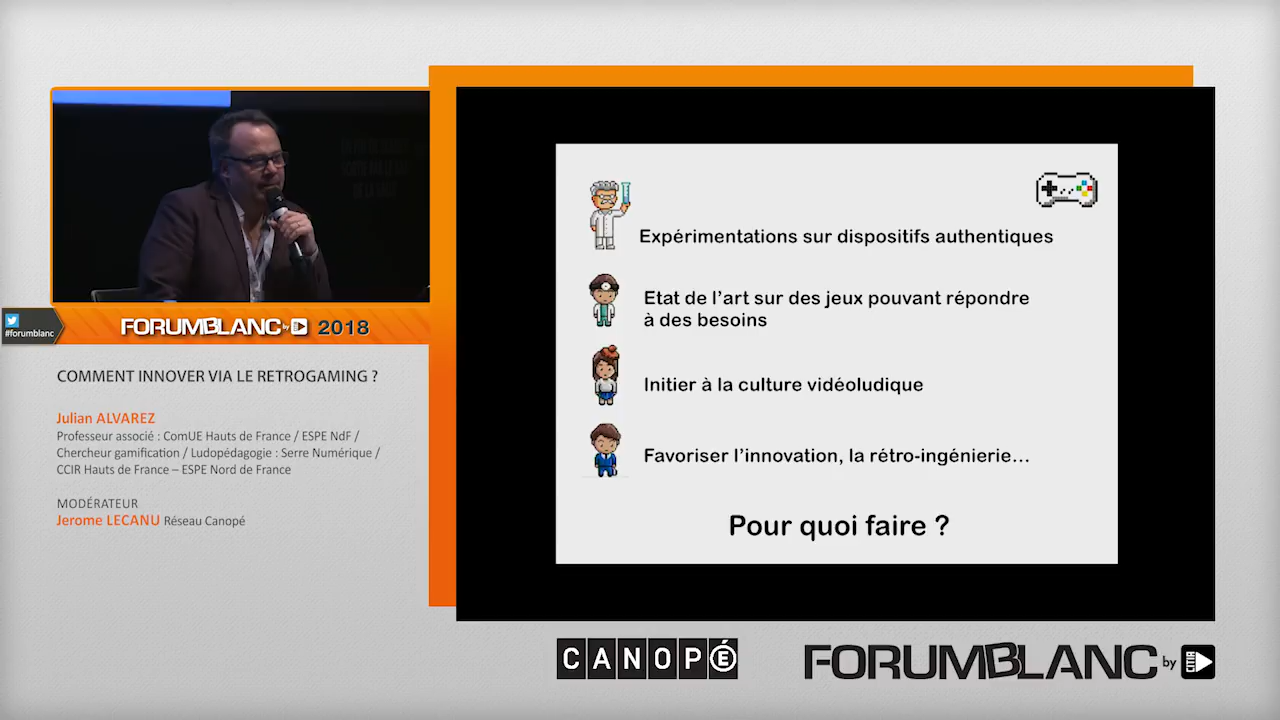 #forumblanc
FORUMBLANC by 2018
COMMENT INNOVER VIA LE RETROGAMING ?
Julian ALVAREZ
Professeur associé : ComUE Hauts de France / ESPE NdF /
Chercheur gamification / Ludopédagogie : Serre Numérique /
CCIR Hauts de France – ESPE Nord de France
MODÉRATEUR
Jerome LECANU Réseau Canopé
Expérimentations sur dispositifs authentiques
Etat de l’art sur des jeux pouvant répondre
à des besoins
Initier à la culture vidéoludique
Favoriser l’innovation, la rétro-ingénierie…
Pour quoi faire ?
CANOPÉ
FORUMBLANC by CITIA